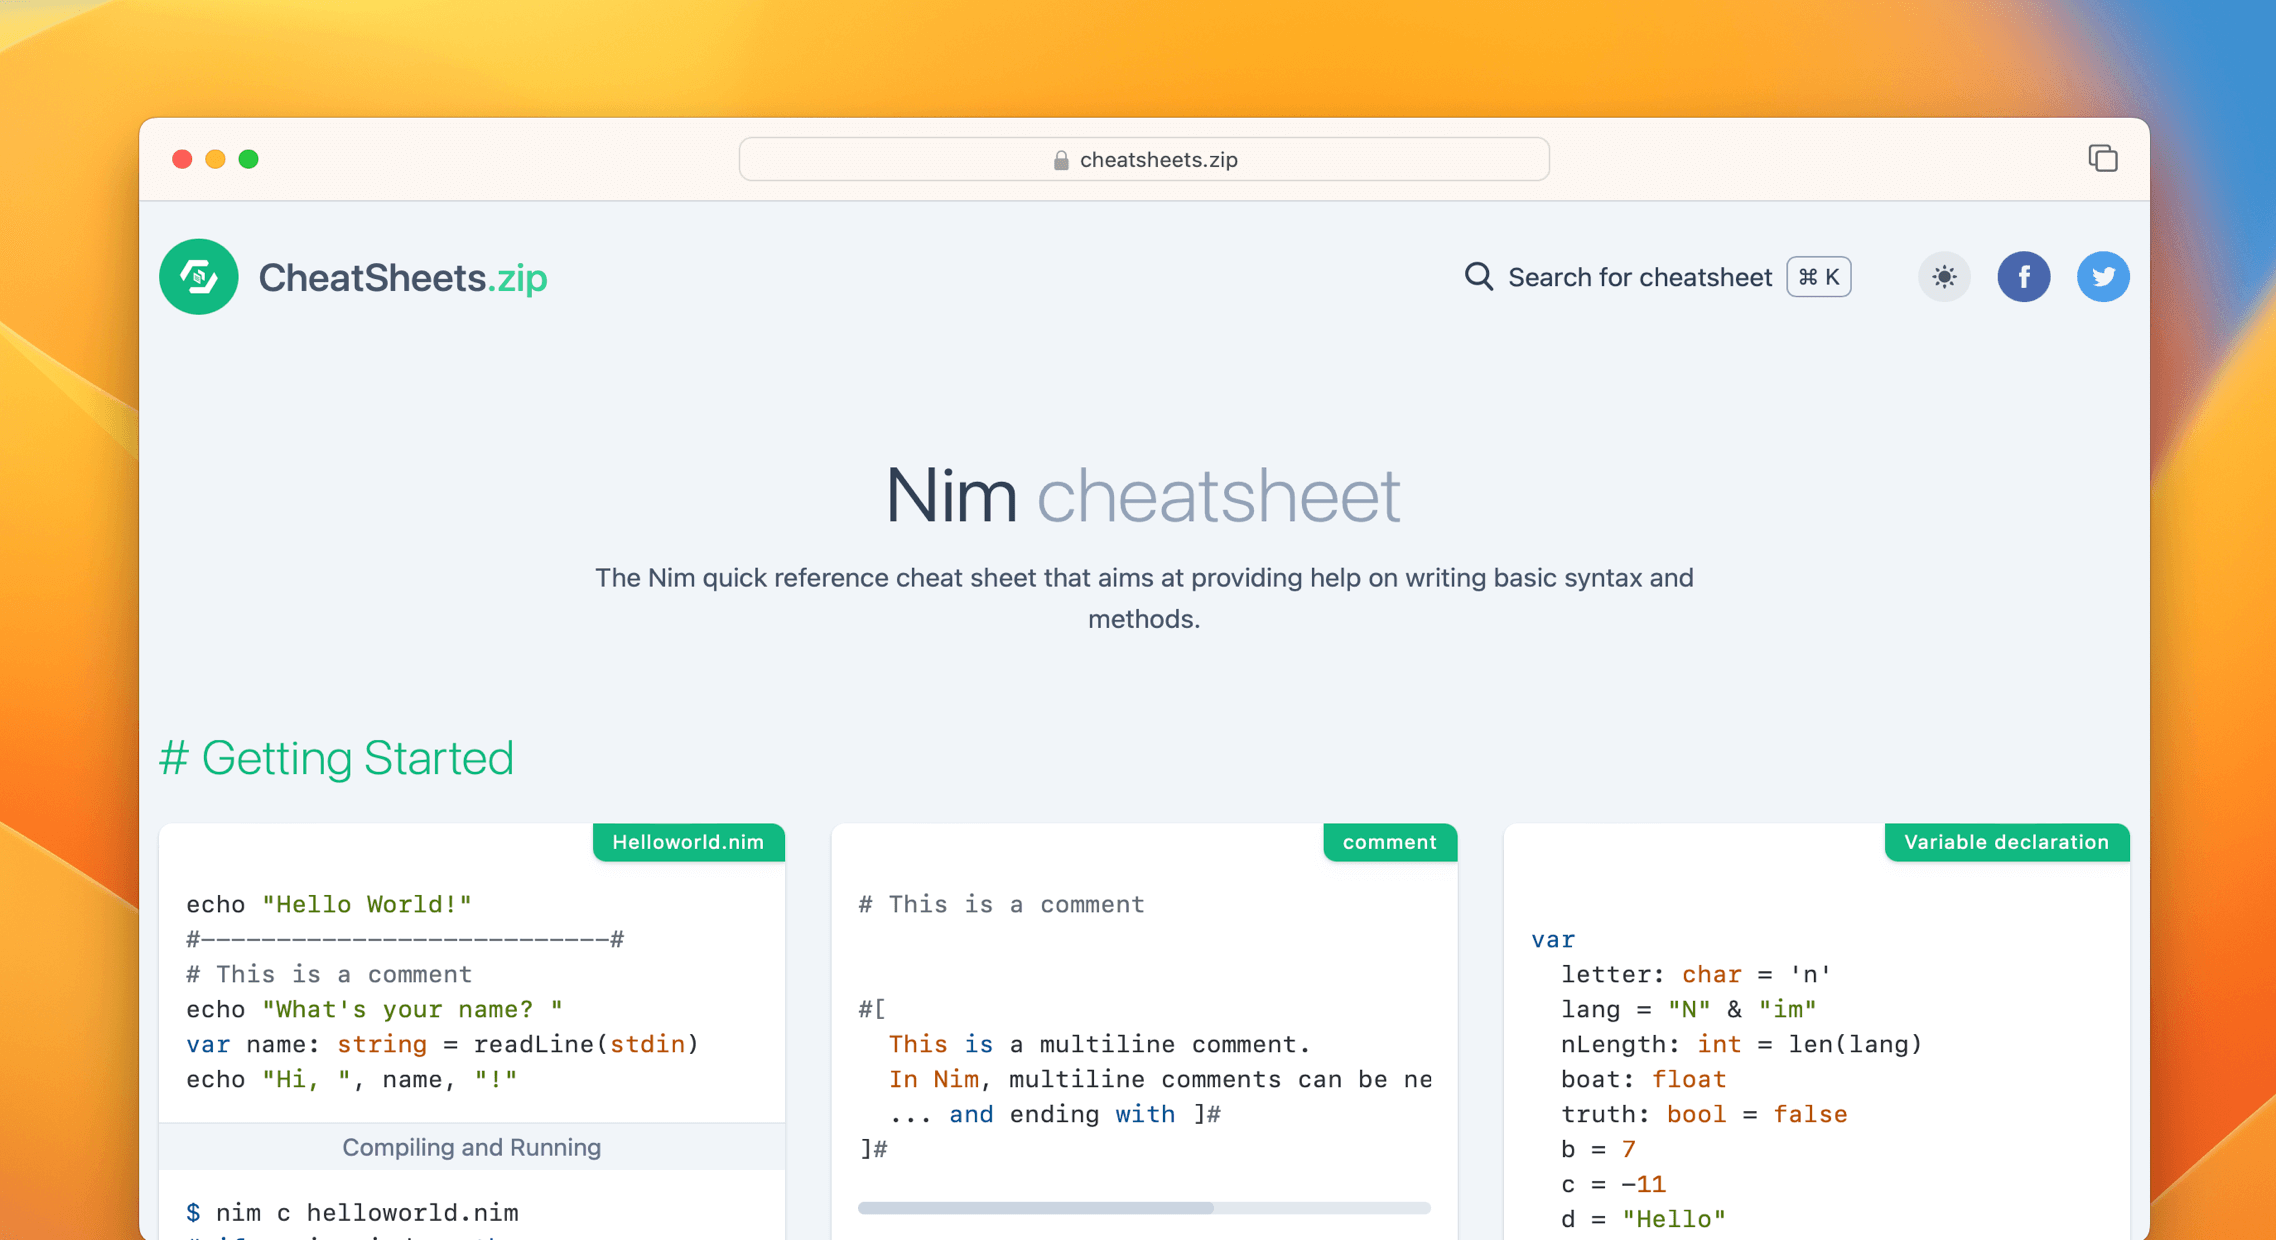 cheatsheets.zip
CheatSheets.zip
Search for cheatsheet ⌘ K
Nim cheatsheet
The Nim quick reference cheat sheet that aims at providing help on writing basic syntax and
methods.
# Getting Started
Helloworld.nim
echo "Hello World!"
#---------------------------#
# This is a comment
echo "What's your name? "
var name: string = readLine(stdin)
echo "Hi, ", name, "!"
Compiling and Running
$ nim c helloworld.nim
comment
# This is a comment
#[
This is a multiline comment.
In Nim, multiline comments can be ne
... and ending with ]#
]#
Variable declaration
var
letter: char = 'n'
lang = "N" & "im"
nLength: int = len(lang)
boat: float
truth: bool = false
b = 7
c = -11
d = "Hello"